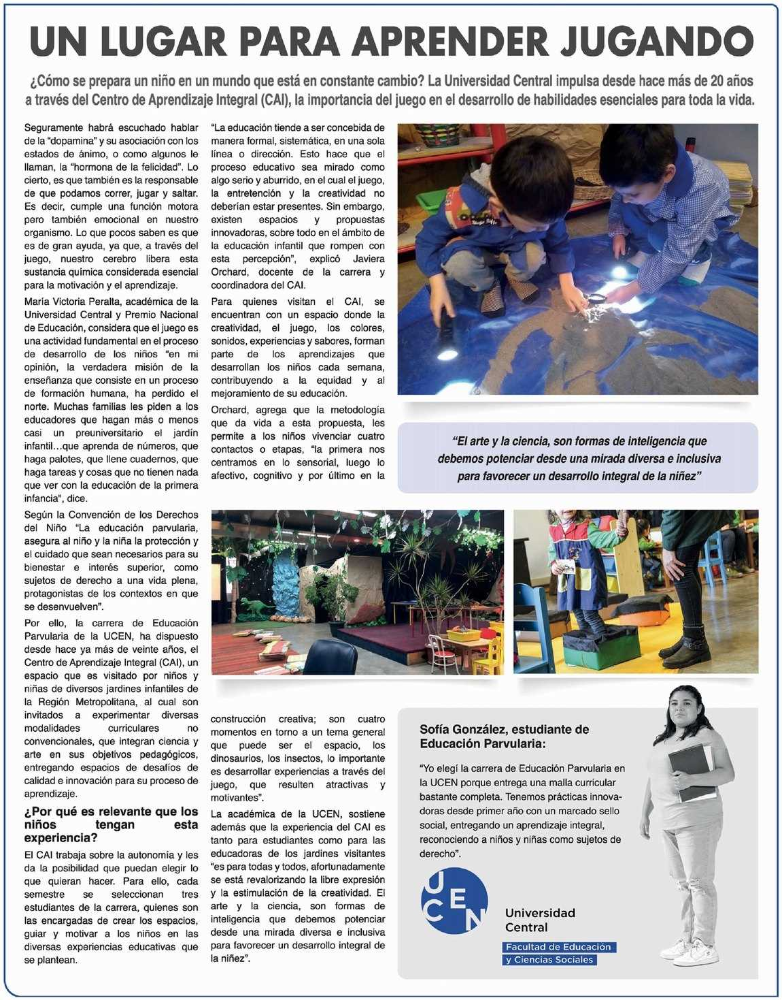 UN LUGAR PARA APRENDER JUGANDO
¿Cómo se prepara un niño en un mundo que está en constante cambio? La Universidad Central impulsa desde hace más de 20 años
a través del Centro de Aprendizaje Integral (CAI), la importancia del juego en el desarrollo de habilidades esenciales para toda la vida.
Seguramente habrá escuchado hablar
de la “dopamina” y su asociación con los
estados de ánimo, o como algunos le
llaman, la “hormona de la felicidad”. Lo
cierto, es que también es la responsable
de que podamos correr, jugar y saltar.
Es decir, cumple una función motora
pero también emocional en nuestro
organismo. Lo que pocos saben es que
es de gran ayuda, ya que, a través del
juego, nuestro cerebro libera esta
sustancia química considerada esencial
para la motivación y el aprendizaje.
María Victoria Peralta, académica de la
Universidad Central y Premio Nacional
de Educación, considera que el juego es
una actividad fundamental en el proceso
de desarrollo de los niños “en mi
opinión, la verdadera misión de la
enseñanza que consiste en un proceso
de formación humana, ha perdido el
norte. Muchas familias les piden a los
educadores que hagan más o menos
casi un preuniversitario el jardín
infantil…que aprenda de números, que
haga palotes, que llene cuadernos, que
haga tareas y cosas que no tienen nada
que ver con la educación de la primera
infancia", dice.
Según la Convención de los Derechos
del Niño “La educación parvularia,
asegura al niño y la niña la protección y
el cuidado que sean necesarios para su
bienestar e interés superior, como
sujetos de derecho a una vida plena,
protagonistas de los contextos en que
se desenvuelven”.
Por ello, la carrera de Educación
Parvularia de la UCEN, ha dispuesto
desde hace ya más de veinte años, el
Centro de Aprendizaje Integral (CAI), un
espacio que es visitado por niños y
niñas de diversos jardines infantiles de
la Región Metropolitana, al cual son
invitados a experimentar diversas
modalidades curriculares no
convencionales, que integran ciencia y
arte en sus objetivos pedagógicos,
entregando espacios de desafíos de
calidad e innovación para su proceso de
aprendizaje.
¿Por qué es relevante que los
niños tengan esta
experiencia?
El CAI trabaja sobre la autonomía y les
da la posibilidad que puedan elegir lo
que quieran hacer. Para ello, cada
semestre se seleccionan tres
estudiantes de la carrera, quienes son
las encargadas de crear los espacios,
guiar y motivar a los niños en las
diversas experiencias educativas que
se plantean.
“La educación tiende a ser concebida de
manera formal, sistemática, en una sola
línea o dirección. Esto hace que el
proceso educativo sea mirado como
algo serio y aburrido, en el cual el juego,
la entretención y la creatividad no
deberían estar presentes. Sin embargo,
existen espacios y propuestas
innovadoras, sobre todo en el ámbito de
la educación infantil que rompen con
esta percepción”, explicó Javiera
Orchard, docente de la carrera y
coordinadora del CAI.
Para quienes visitan el CAI, se
encuentran con un espacio donde la
creatividad, el juego, los colores,
sonidos, experiencias y sabores, forman
parte de los aprendizajes que
desarrollan los niños cada semana,
contribuyendo a la equidad y al
mejoramiento de su educación.
Orchard, agrega que la metodología
que da vida a esta propuesta, les
permite a los niños vivenciar cuatro
contactos o etapas, “la primera nos
centramos en lo sensorial, luego lo
afectivo, cognitivo y por último en la
construcción creativa; son cuatro
momentos en torno a un tema general
que puede ser el espacio, los
dinosaurios, los insectos, lo importante
es desarrollar experiencias a través del
juego, que resulten atractivas y
motivantes”.
La académica de la UCEN, sostiene
además que la experiencia del CAI es
tanto para estudiantes como para las
educadoras de los jardines visitantes
“es para todas y todos, afortunadamente
se está revalorizando la libre expresión
y la estimulación de la creatividad. El
arte y la ciencia, son formas de
inteligencia que debemos potenciar
desde una mirada diversa e inclusiva
para favorecer un desarrollo integral de
la niñez”.
“El arte y la ciencia, son formas de inteligencia que
debemos potenciar desde una mirada diversa e inclusiva
para favorecer un desarrollo integral de la niñez”
Sofía González, estudiante de
Educación Parvularia:
“Yo elegí la carrera de Educación Parvularia en
la UCEN porque entrega una malla curricular
bastante completa. Tenemos prácticas innova-
doras desde primer año con un marcado sello
social, entregando un aprendizaje integral,
reconociendo a niños y niñas como sujetos de
derecho”.
UCEN
Universidad
Central
Facultad de Educación
y Ciencias Sociales